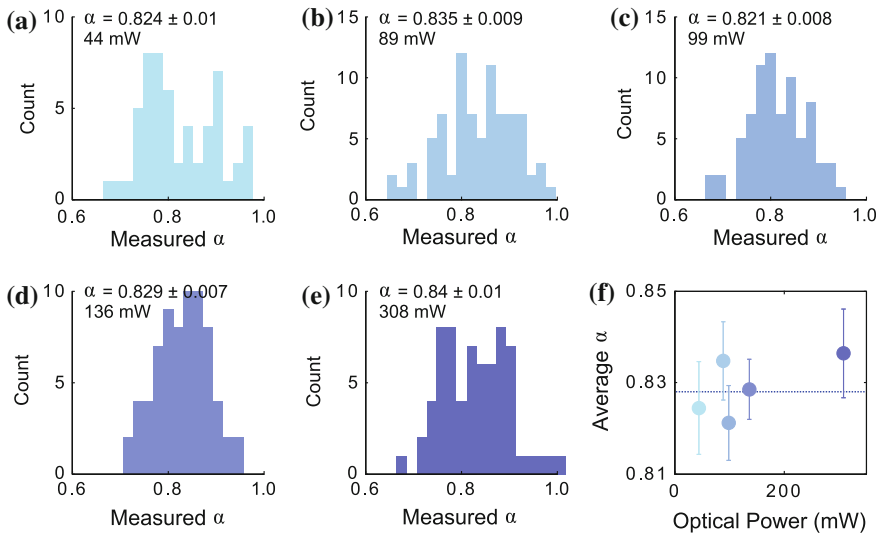 (a)
α = 0.824 ± 0.01
44 mW
10
5
0
Count
0.6
0.8
1.0
Measured α
(b)
α = 0.835 ± 0.009
89 mW
15
10
5
0
Count
0.6
0.8
1.0
Measured α
(c)
α = 0.821 ± 0.008
99 mW
15
10
5
0
Count
0.6
0.8
1.0
Measured α
(d)
α = 0.829 ± 0.007
136 mW
10
5
0
Count
0.6
0.8
1.0
Measured α
(e)
α = 0.84 ± 0.01
308 mW
10
5
0
Count
0.6
0.8
1.0
Measured α
(f)
0.85
0.83
0.81
Average α
0
200
Optical Power (mW)